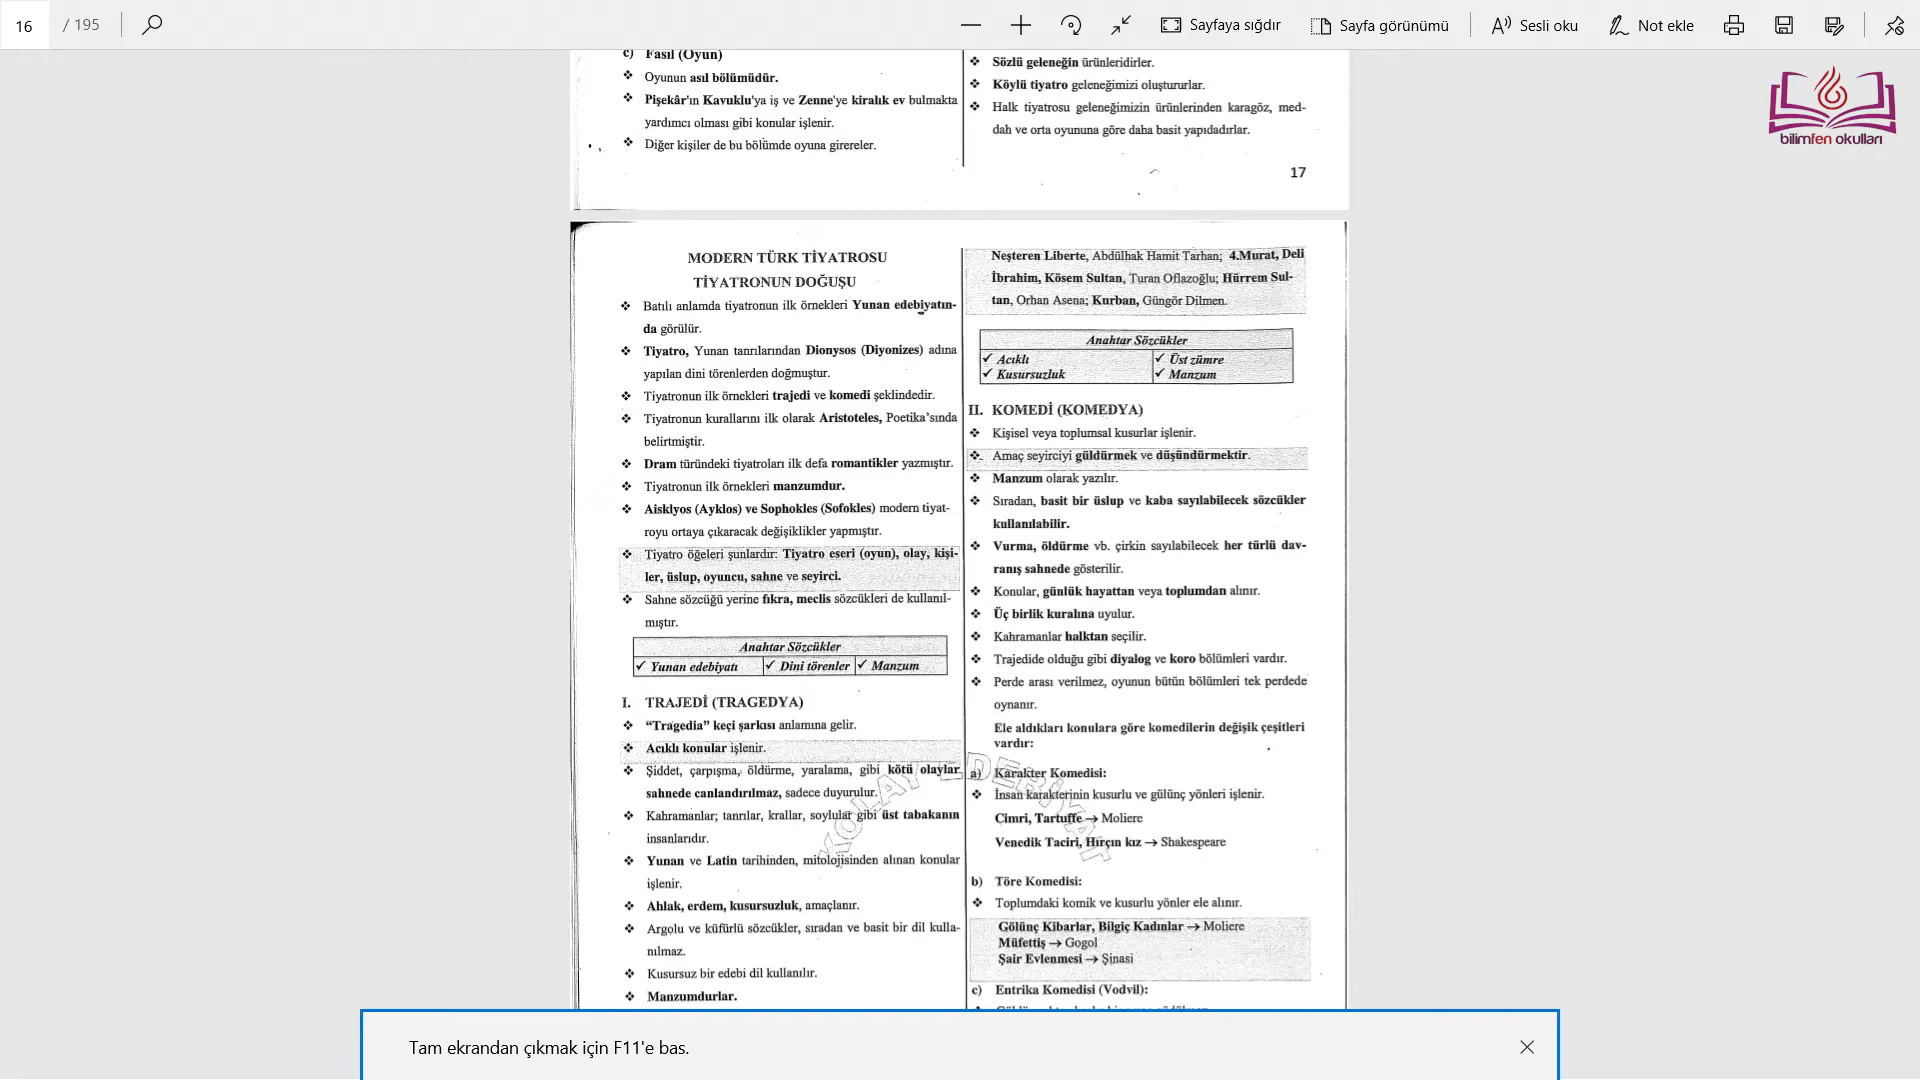 16 / 195
Sayfaya sığdır
Sayfa görünümü
Sesli oku
Not ekle
bilimfen okulları
c) Fasıl (Oyun)
❖ Oyunun asıl bölümüdür.
❖ Pişekâr'ın Kavuklu'ya iş ve Zenne'ye kiralık ev bulmakta
yardımcı olması gibi konular işlenir.
❖ Diğer kişiler de bu bölümde oyuna girereler.
❖ Sözlü geleneğin ürünleridirler.
❖ Köylü tiyatro geleneğimizi oluştururlar.
❖ Halk tiyatrosu geleneğimizin ürünlerinden karagöz, med-
dah ve orta oyununa göre daha basit yapıdadırlar.
17
MODERN TÜRK TİYATROSU
TİYATRONUN DOĞUŞU
❖ Batılı anlamda tiyatronun ilk örnekleri Yunan edebiyatın-
da görülür.
❖ Tiyatro, Yunan tanrılarından Dionysos (Diyonizes) adına
yapılan dini törenlerden doğmuştur.
❖ Tiyatronun ilk örnekleri trajedi ve komedi şeklindedir.
❖ Tiyatronun kurallarını ilk olarak Aristoteles, Poetika’sında
belirtmiştir.
❖ Dram türündeki tiyatroları ilk defa romantikler yazmıştır.
❖ Tiyatronun ilk örnekleri manzumdur.
❖ Aisklyos (Ayklos) ve Sophokles (Sofokles) modern tiyat-
royu ortaya çıkaracak değişiklikler yapmıştır.
❖ Tiyatro öğeleri şunlardır: Tiyatro eseri (oyun), olay, kişi-
ler, üslup, oyuncu, sahne ve seyirci.
❖ Sahne sözcüğü yerine fıkra, meclis sözcükleri de kullanıl-
mıştır.
Anahtar Sözcükler
✓ Yunan edebiyatı ✓ Dini törenler ✓ Manzum
I. TRAJEDİ (TRAGEDYA)
❖ “Tragedia” keçi şarkısı anlamına gelir.
❖ Acıklı konular işlenir.
❖ Şiddet, çarpışma, öldürme, yaralama, gibi kötü olaylar
sahnede canlandırılmaz, sadece duyurulur.
❖ Kahramanlar; tanrılar, krallar, soylular gibi üst tabakanın
insanlarıdır.
❖ Yunan ve Latin tarihinden, mitolojisinden alınan konular
işlenir.
❖ Ahlak, erdem, kusursuzluk, amaçlanır.
❖ Argolu ve küfürlü sözcükler, sıradan ve basit bir dil kulla-
nılmaz.
❖ Kusursuz bir edebi dil kullanılır.
❖ Manzumdurlar.
Neşteren Liberte, Abdülhak Hamit Tarhan; 4.Murat, Deli
İbrahim, Kösem Sultan, Turan Oflazoğlu; Hürrem Sul-
tan, Orhan Asena; Kurban, Güngör Dilmen.
Anahtar Sözcükler
✓ Acıklı ✓ Üst zümre
✓ Kusursuzluk ✓ Manzum
II. KOMEDİ (KOMEDYA)
❖ Kişisel veya toplumsal kusurlar işlenir.
❖ Amaç seyirciyi güldürmek ve düşündürmektir.
❖ Manzum olarak yazılır.
❖ Sıradan, basit bir üslup ve kaba sayılabilecek sözcükler
kullanılabilir.
❖ Vurma, öldürme vb. çirkin sayılabilecek her türlü dav-
ranış sahnede gösterilir.
❖ Konular, günlük hayattan veya toplumdan alınır.
❖ Üç birlik kuralına uyulur.
❖ Kahramanlar halktan seçilir.
❖ Trajedide olduğu gibi diyalog ve koro bölümleri vardır.
❖ Perde arası verilmez, oyunun bütün bölümleri tek perdede
oynanır.
Ele aldıkları konulara göre komedilerin değişik çeşitleri
vardır:
a) Karakter Komedisi:
❖ İnsan karakterinin kusurlu ve gülünç yönleri işlenir.
Cimri, Tartuffe → Moliere
Venedik Taciri, Hırçın kız → Shakespeare
b) Töre Komedisi:
❖ Toplumdaki komik ve kusurlu yönler ele alınır.
Gölünç Kibarlar, Bilgiç Kadınlar → Moliere
Müfettiş → Gogol
Şair Evlenmesi → Şinasi
c) Entrika Komedisi (Vodvil):
KOLAY EDEBİYAT
Tam ekrandan çıkmak için F11'e bas.